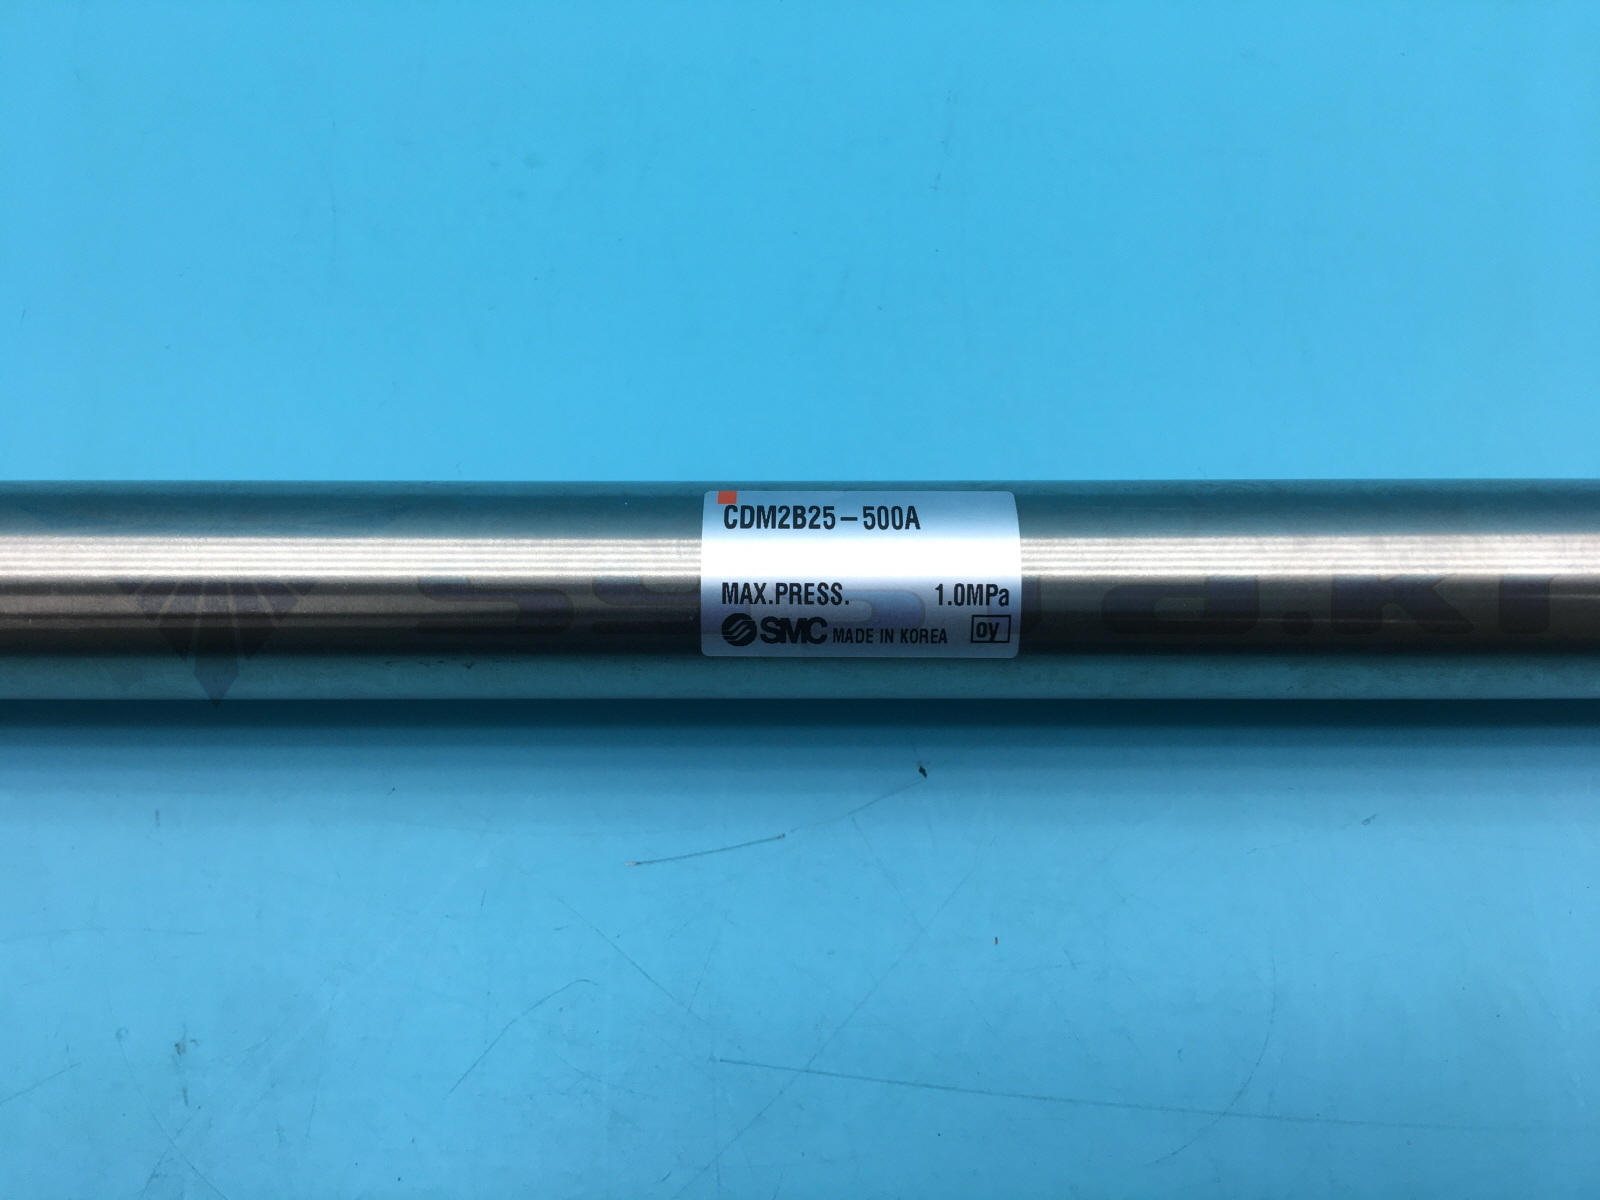 CDM2B25-500A
MAX.PRESS. 1.0MPa
SMC MADE IN KOREA oy